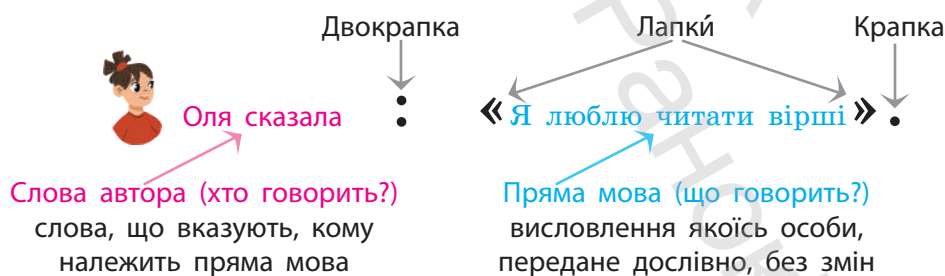 Двокрапка Лапки́ Крапка
Оля сказала : «Я люблю читати вірші».
Слова автора (хто говорить?) Пряма мова (що говорить?)
слова, що вказують, кому висловлення якоїсь особи,
належить пряма мова передане дослівно, без змін
Ранок